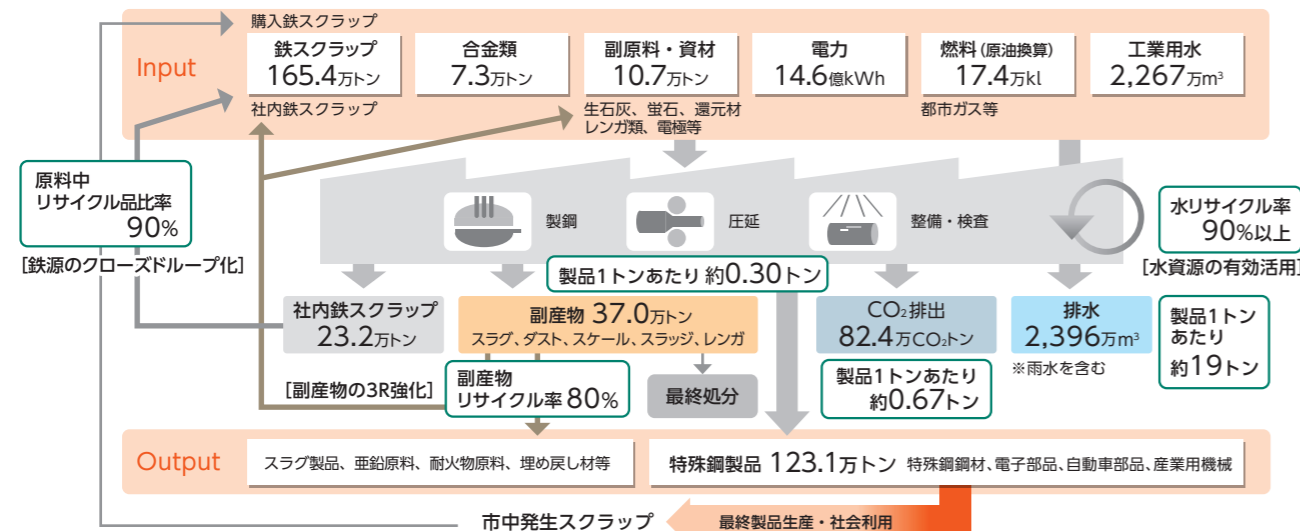 購入鉄スクラップ
Input
鉄スクラップ
165.4万トン
合金類
7.3万トン
副原料・資材
10.7万トン
電力
14.6億kWh
燃料(原油換算)
17.4万kl
工業用水
2,267万m³
社内鉄スクラップ
生石灰、蛍石、還元材
レンガ類、電極等
都市ガス等
原料中
リサイクル品比率
90%
[鉄源のクローズドループ化]
製鋼
圧延
整備・検査
水リサイクル率
90%以上
[水資源の有効活用]
製品1トンあたり 約0.30トン
社内鉄スクラップ
23.2万トン
副産物 37.0万トン
スラグ、ダスト、スケール、スラッジ、レンガ
CO₂排出
82.4万CO₂トン
排水
2,396万m³
※雨水を含む
製品1トン
あたり
約19トン
[副産物の3R強化]
副産物
リサイクル率 80%
最終処分
製品1トンあたり
約0.67トン
Output
スラグ製品、亜鉛原料、耐火物原料、埋め戻し材等
特殊鋼製品 123.1万トン 特殊鋼鋼材、電子部品、自動車部品、産業用機械
市中発生スクラップ
最終製品生産・社会利用